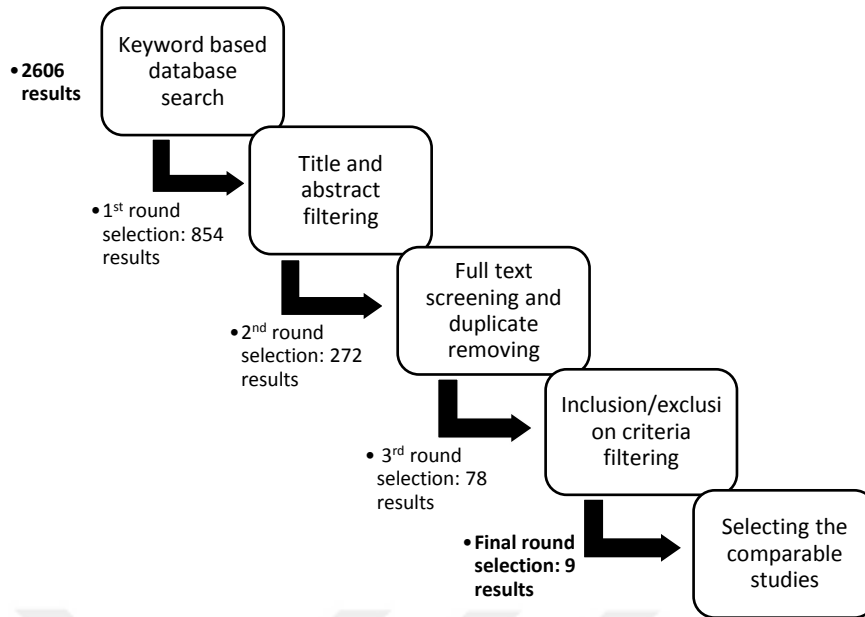 Keyword based
database
search
•2606
results
Title and
abstract
filtering
•1st round
selection: 854
results
Full text
screening and
duplicate
removing
•2nd round
selection: 272
results
Inclusion/exclusi
on criteria
filtering
• 3rd round
selection: 78
results
Selecting the
comparable
studies
•Final round
selection: 9
results